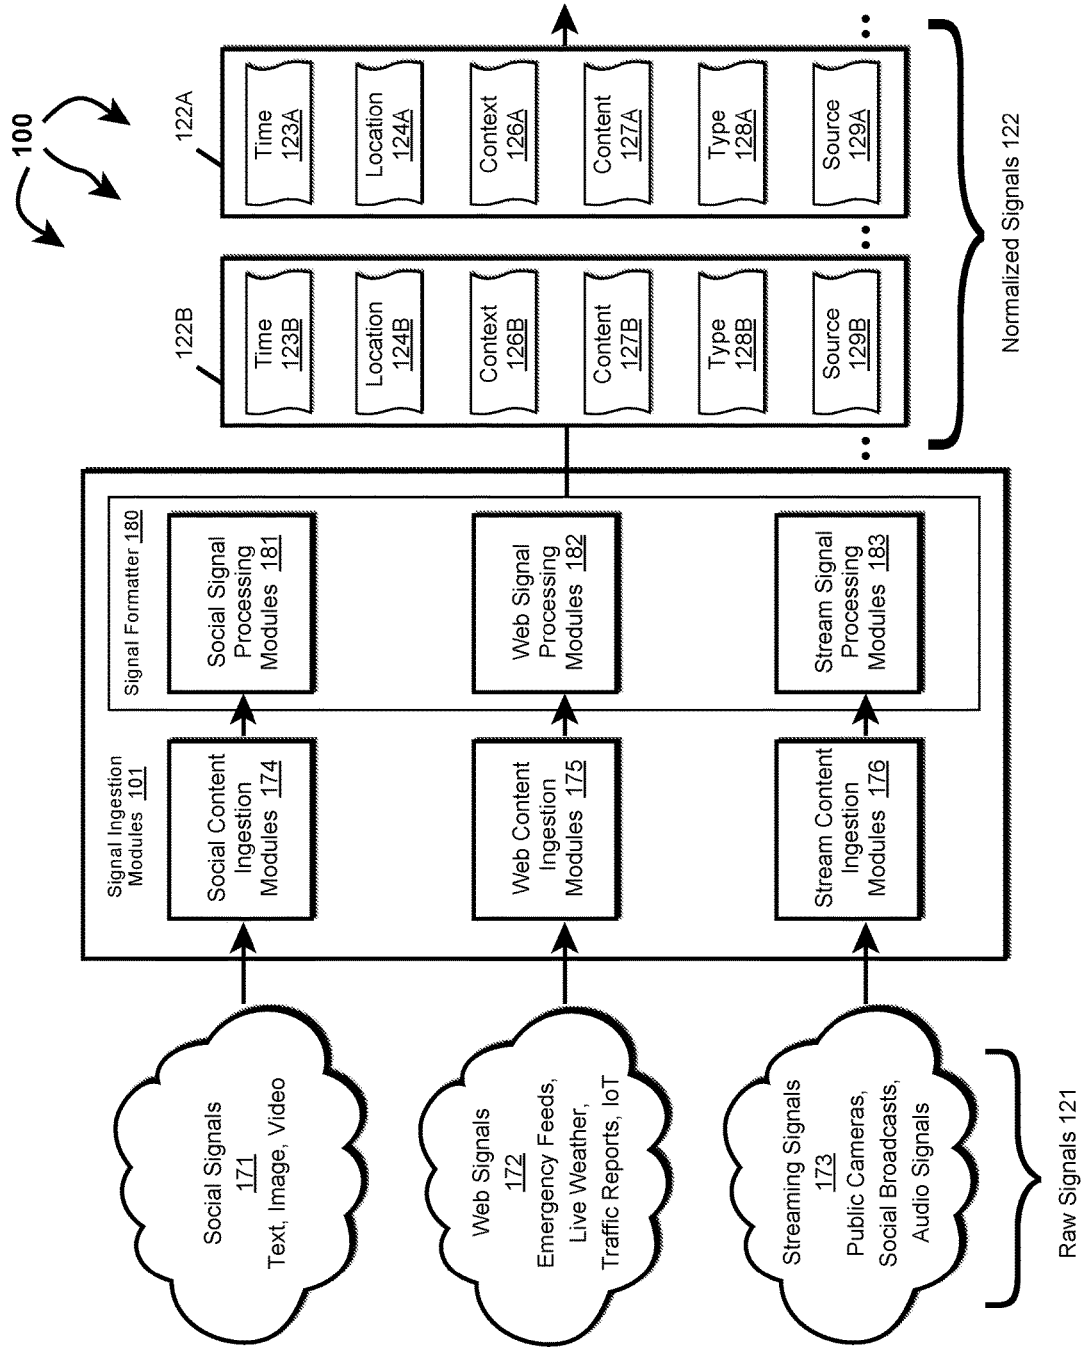 100
Raw Signals 121
Social Signals
171
Text, Image, Video
Web Signals
172
Emergency Feeds,
Live Weather,
Traffic Reports, IoT
Streaming Signals
173
Public Cameras,
Social Broadcasts,
Audio Signals
Signal Ingestion
Modules 101
Social Content
Ingestion
Modules 174
Web Content
Ingestion
Modules 175
Stream Content
Ingestion
Modules 176
Signal Formatter 180
Social Signal
Processing
Modules 181
Web Signal
Processing
Modules 182
Stream Signal
Processing
Modules 183
122B
Time
123B
Location
124B
Context
126B
Content
127B
Type
128B
Source
129B
122A
Time
123A
Location
124A
Context
126A
Content
127A
Type
128A
Source
129A
Normalized Signals 122